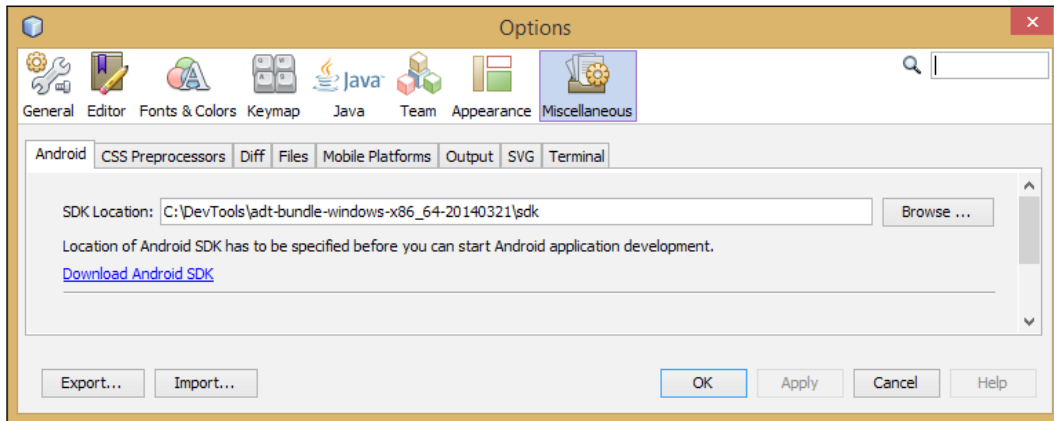 Options
General Editor Fonts & Colors Keymap Java Team Appearance Miscellaneous
Java
Android CSS Preprocessors Diff Files Mobile Platforms Output SVG Terminal
SDK Location: C:\DevTools\adt-bundle-windows-x86_64-20140321\sdk Browse ...
Location of Android SDK has to be specified before you can start Android application development.
Download Android SDK
Export... Import... OK Apply Cancel Help